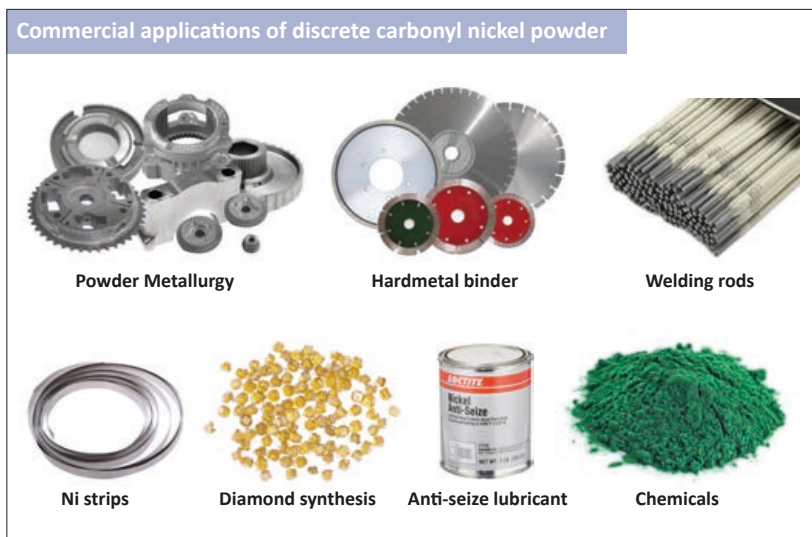 Commercial applications of discrete carbonyl nickel powder
Powder Metallurgy
Hardmetal binder
Welding rods
LOCTITE
Nickel
Anti-Seize
Ni strips
Diamond synthesis
Anti-seize lubricant
Chemicals